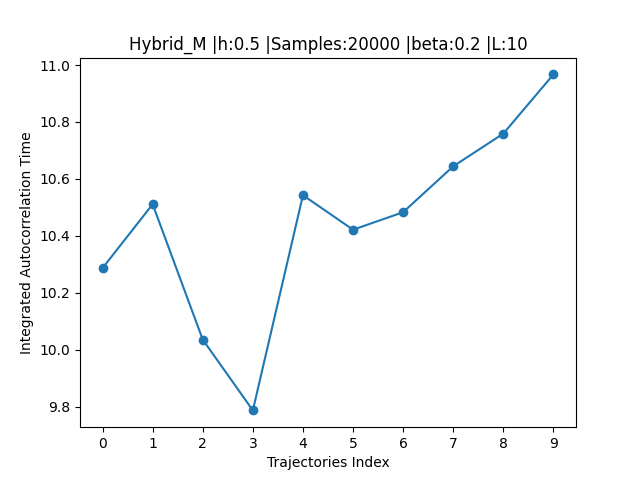 Hybrid_M |h:0.5 |Samples:20000 |beta:0.2 |L:10
Integrated Autocorrelation Time
11.0
10.8
10.6
10.4
10.2
10.0
9.8
0 1 2 3 4 5 6 7 8 9
Trajectories Index